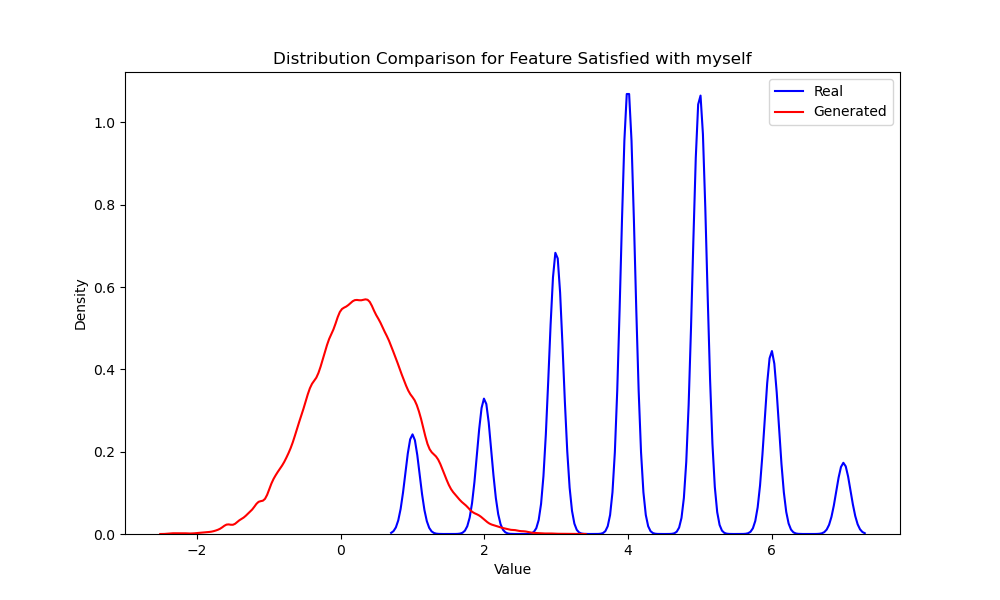 Distribution Comparison for Feature Satisfied with myself
Real
Generated
Density
1.0
0.8
0.6
0.4
0.2
0.0
−2
0
2
4
6
Value